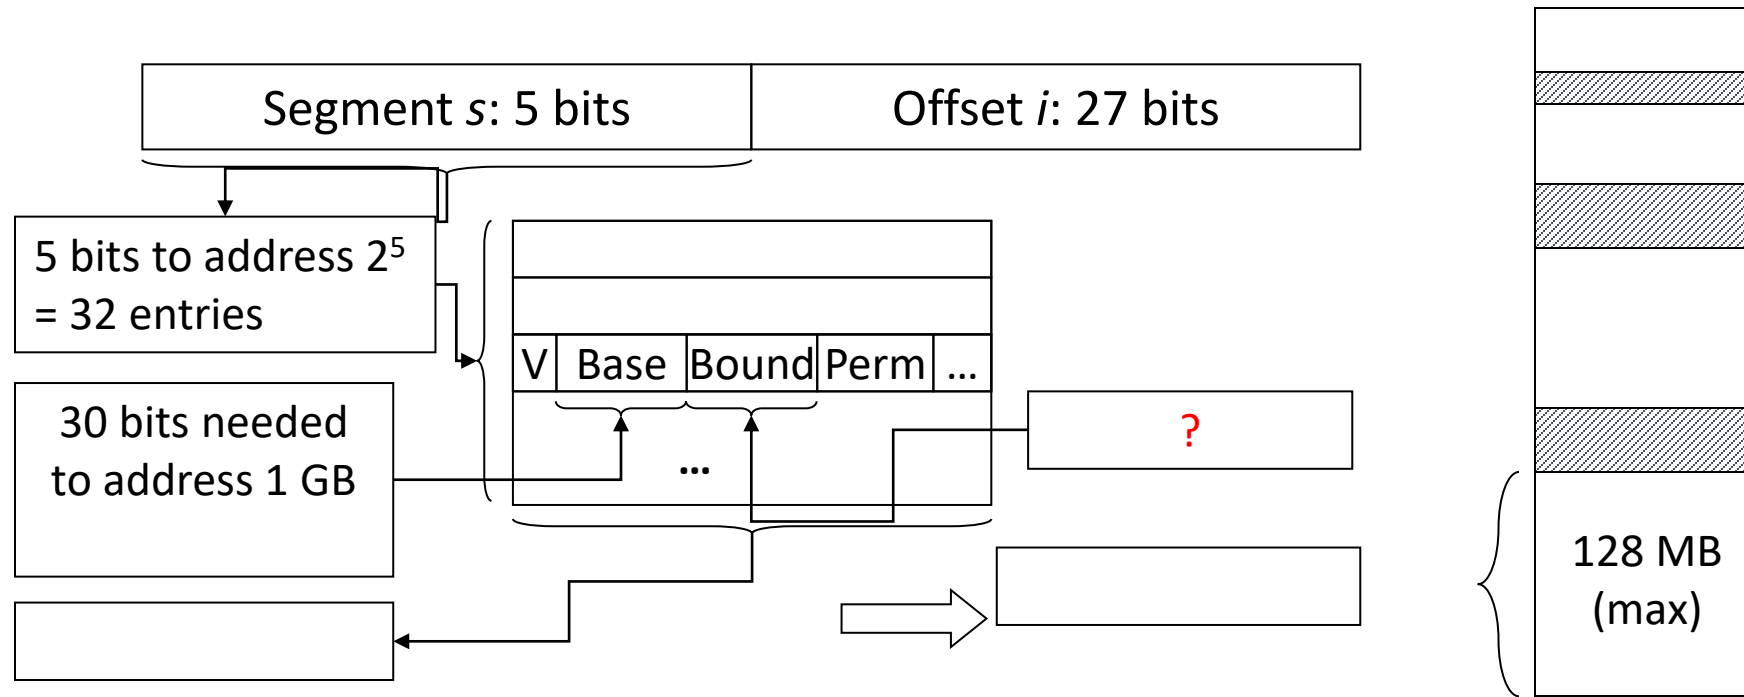 Segment s: 5 bits
Offset i: 27 bits
5 bits to address 2⁵
= 32 entries
V Base Bound Perm ...
30 bits needed
to address 1 GB
?
...
128 MB
(max)